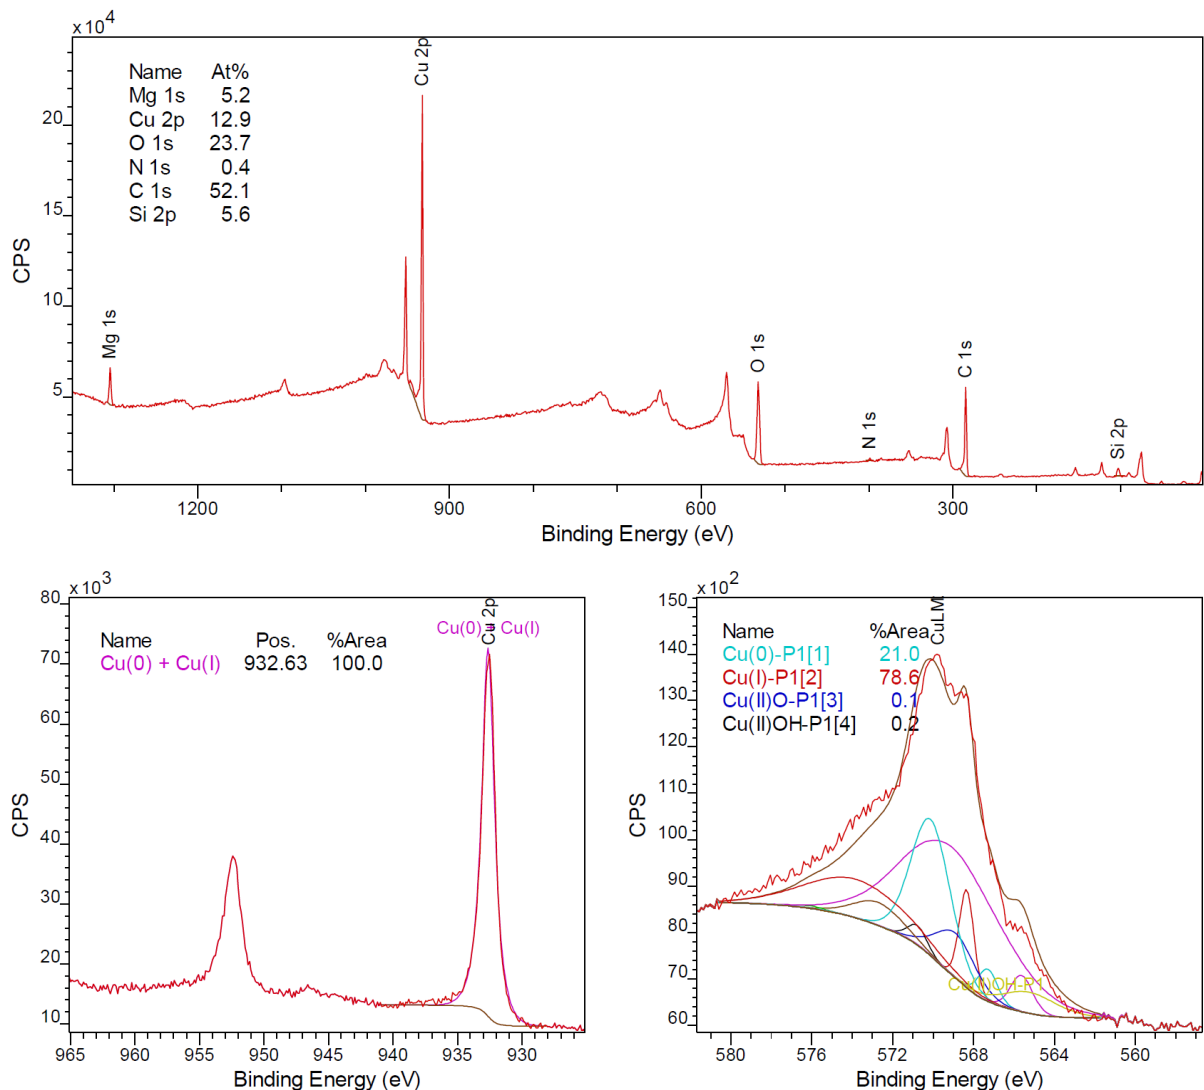 x10⁴
Name At%
Mg 1s 5.2
Cu 2p 12.9
O 1s 23.7
N 1s 0.4
C 1s 52.1
Si 2p 5.6
Cu 2p
Mg 1s
O 1s
N 1s
C 1s
Si 2p
20
15
10
5
CPS
1200 900 600 300
Binding Energy (eV)
x10³
80
70
60
50
40
30
20
10
CPS
Name Pos. %Area
Cu(0) + Cu(I) 932.63 100.0
Cu(0) + Cu(I)
Cu 2p
965 960 955 950 945 940 935 930
Binding Energy (eV)
x10²
150
140
130
120
110
100
90
80
70
60
CPS
Name %Area
Cu(0)-P1[1] 21.0
Cu(I)-P1[2] 78.6
Cu(II)O-P1[3] 0.1
Cu(II)OH-P1[4] 0.2
CuLM
580 576 572 568 564 560
Binding Energy (eV)